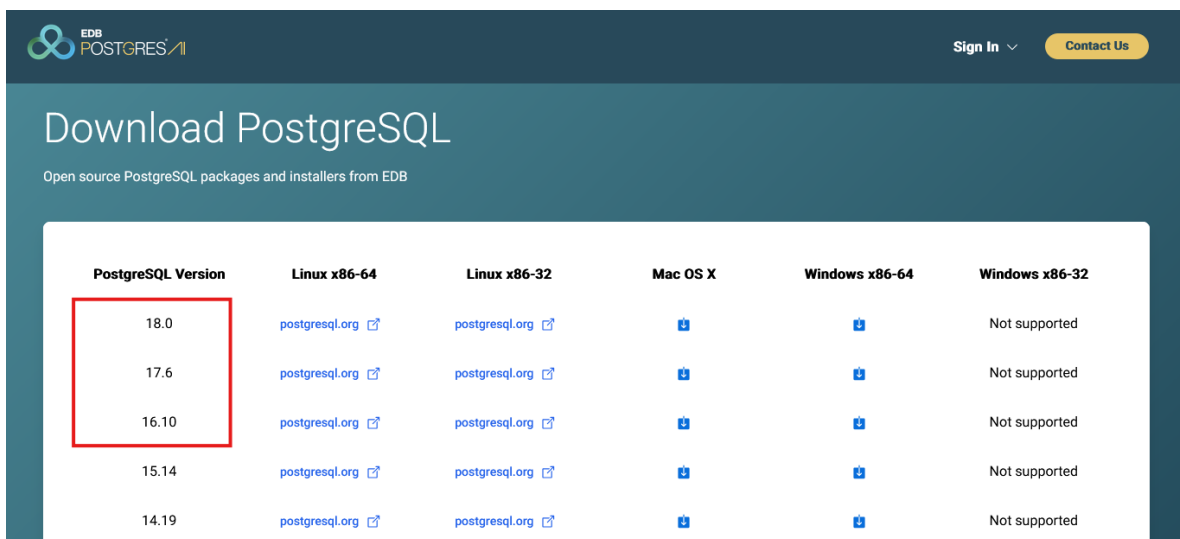 EDB
POSTGRES AI
Sign In
Contact Us
Download PostgreSQL
Open source PostgreSQL packages and installers from EDB
PostgreSQL Version Linux x86-64 Linux x86-32 Mac OS X Windows x86-64 Windows x86-32
18.0 postgresql.org postgresql.org Not supported
17.6 postgresql.org postgresql.org Not supported
16.10 postgresql.org postgresql.org Not supported
15.14 postgresql.org postgresql.org Not supported
14.19 postgresql.org postgresql.org Not supported